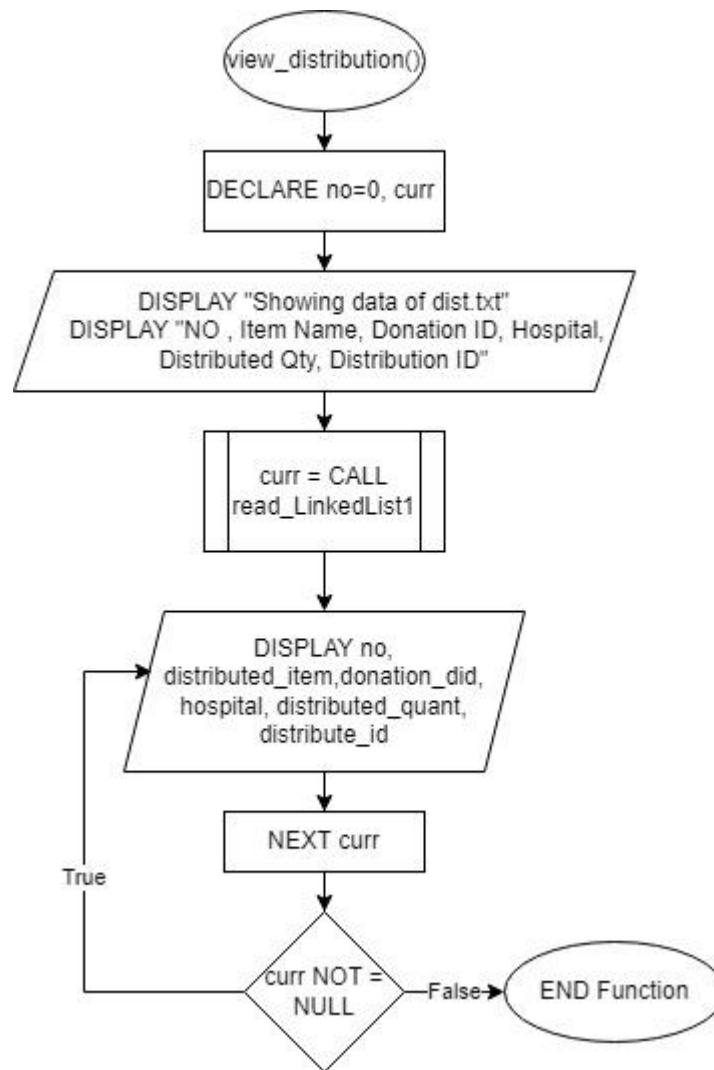 view_distribution()
DECLARE no=0, curr
DISPLAY "Showing data of dist.txt"
DISPLAY "NO , Item Name, Donation ID, Hospital,
Distributed Qty, Distribution ID"
curr = CALL
read_LinkedList1
DISPLAY no,
distributed_item,donation_did,
hospital, distributed_quant,
distribute_id
NEXT curr
True
curr NOT =
NULL
False
END Function